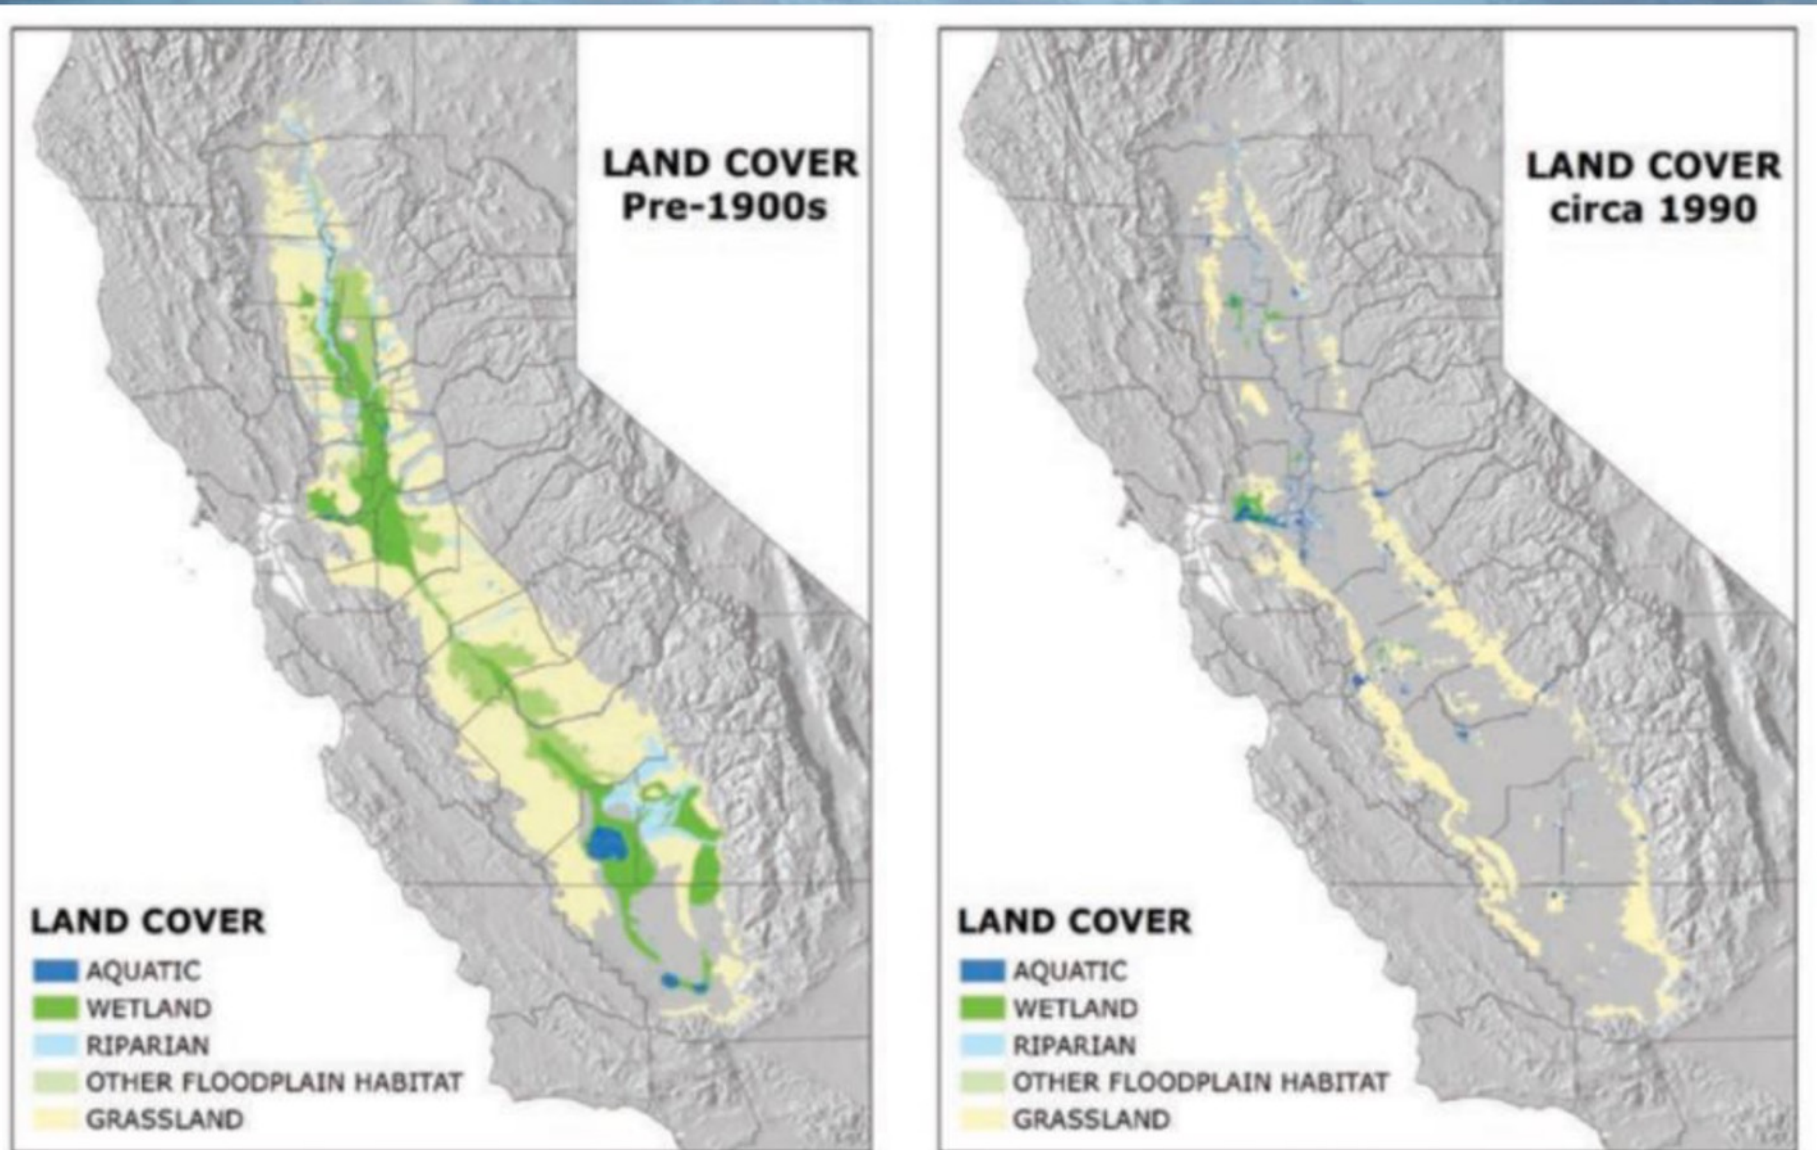 LAND COVER
Pre-1900s
LAND COVER
AQUATIC
WETLAND
RIPARIAN
OTHER FLOODPLAIN HABITAT
GRASSLAND
LAND COVER
circa 1990
LAND COVER
AQUATIC
WETLAND
RIPARIAN
OTHER FLOODPLAIN HABITAT
GRASSLAND